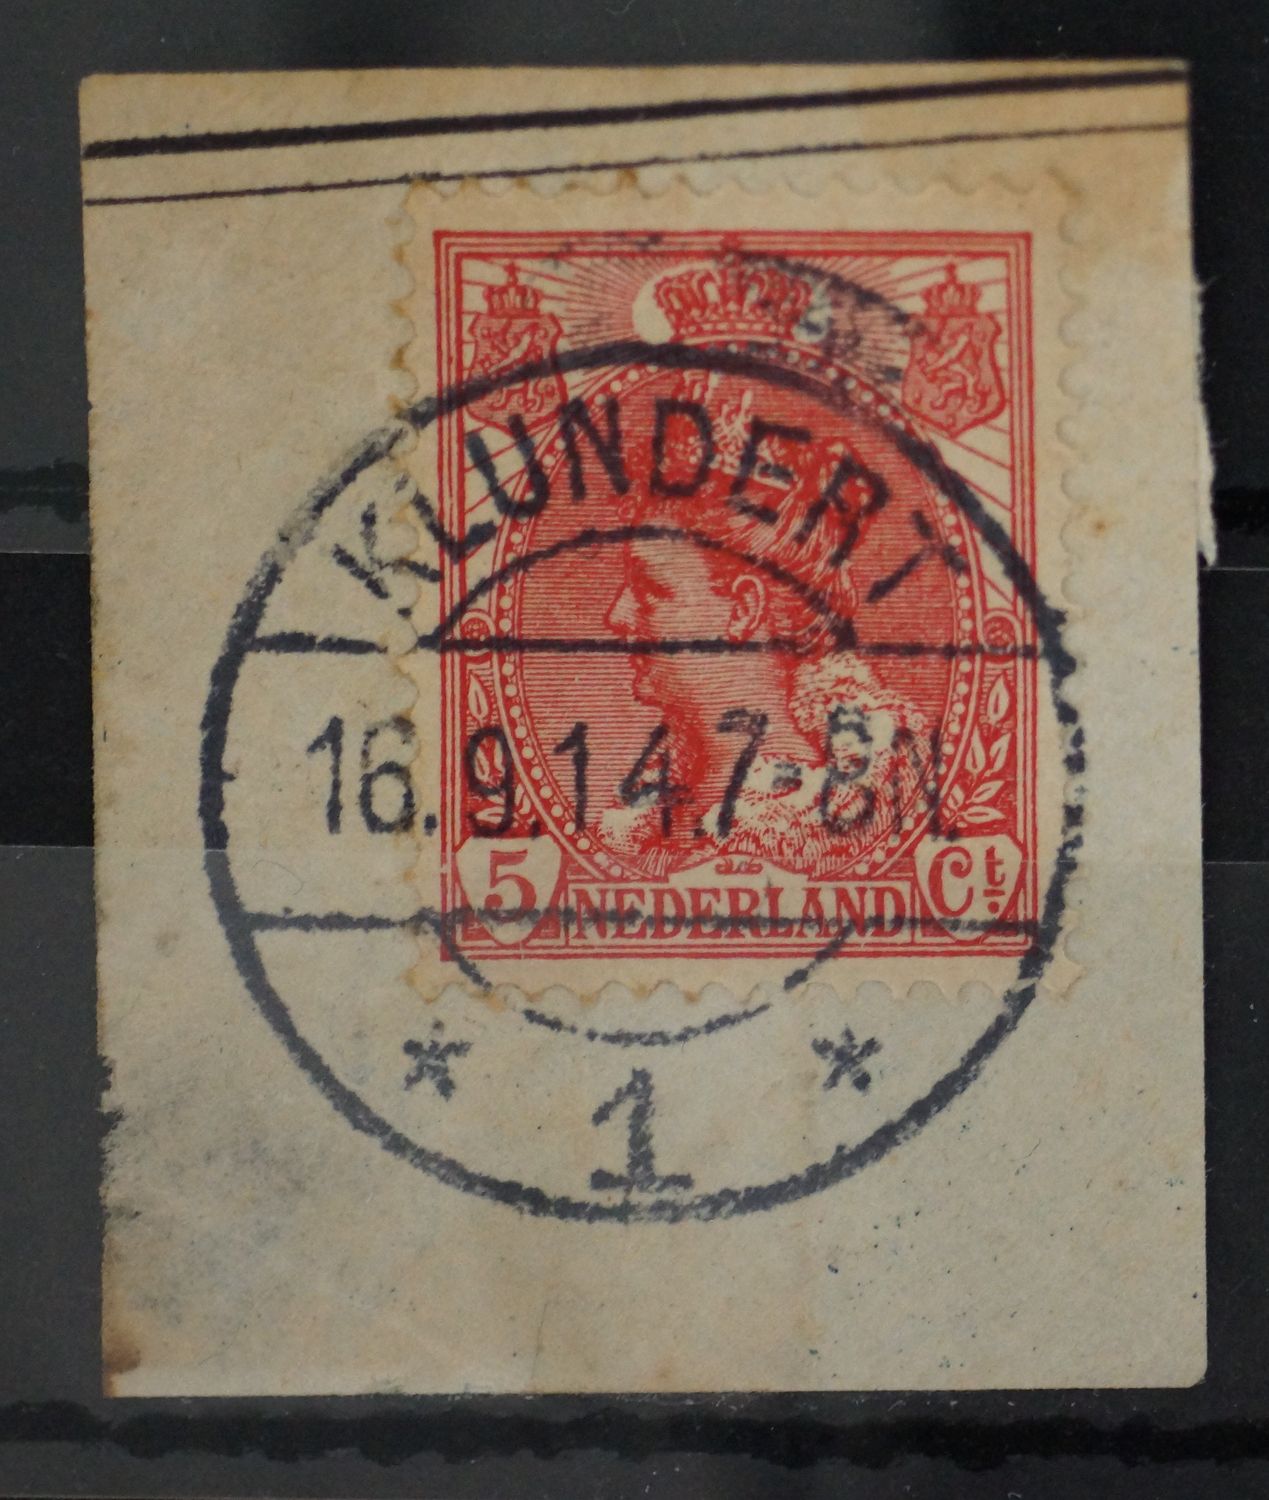 KLUNDERT
16.9.14.7-8N.
5 NEDERLAND Ct.
* 1 *